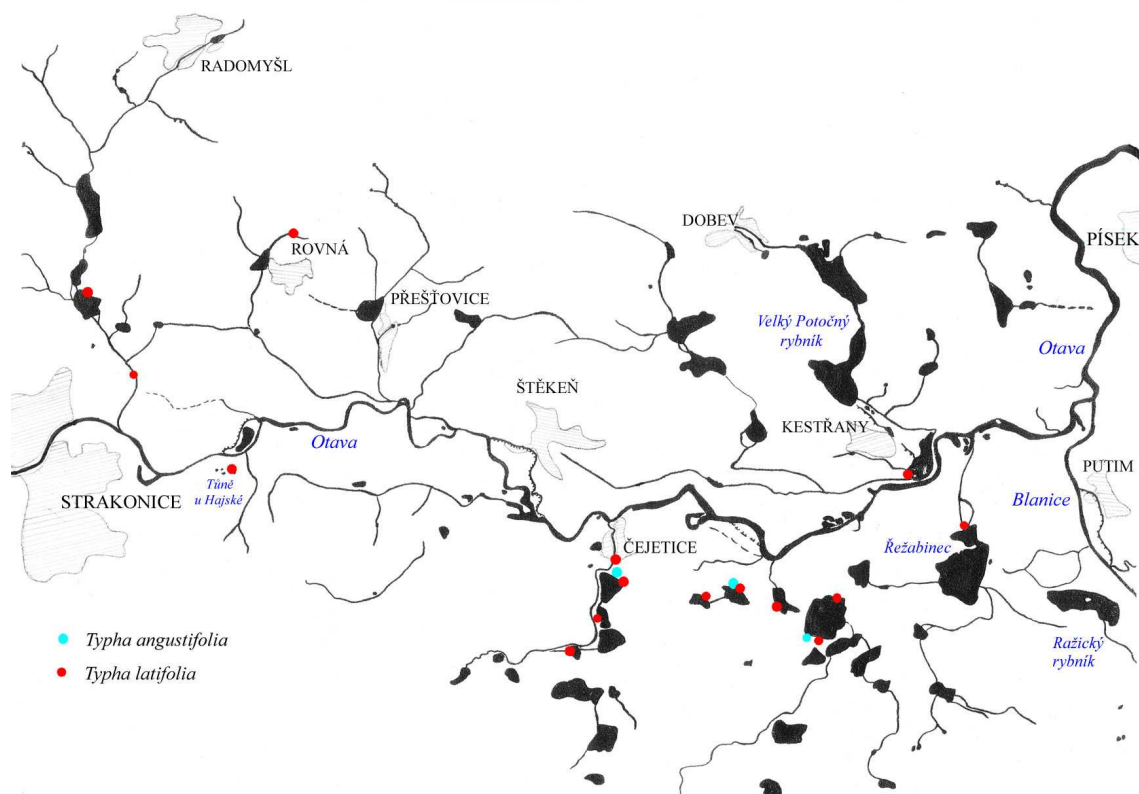 RADOMYŠL
DOBEV
PÍSEK
ROVNÁ
PŘEŠŤOVICE
Velký Potočný
rybník
Otava
ŠTĚKEŇ
KESTŘANY
Otava
STRAKONICE
Tůně
u Hajské
PUTIM
Blanice
ČEJETICE
Řežabinec
Typha angustifolia
Typha latifolia
Ražický
rybník